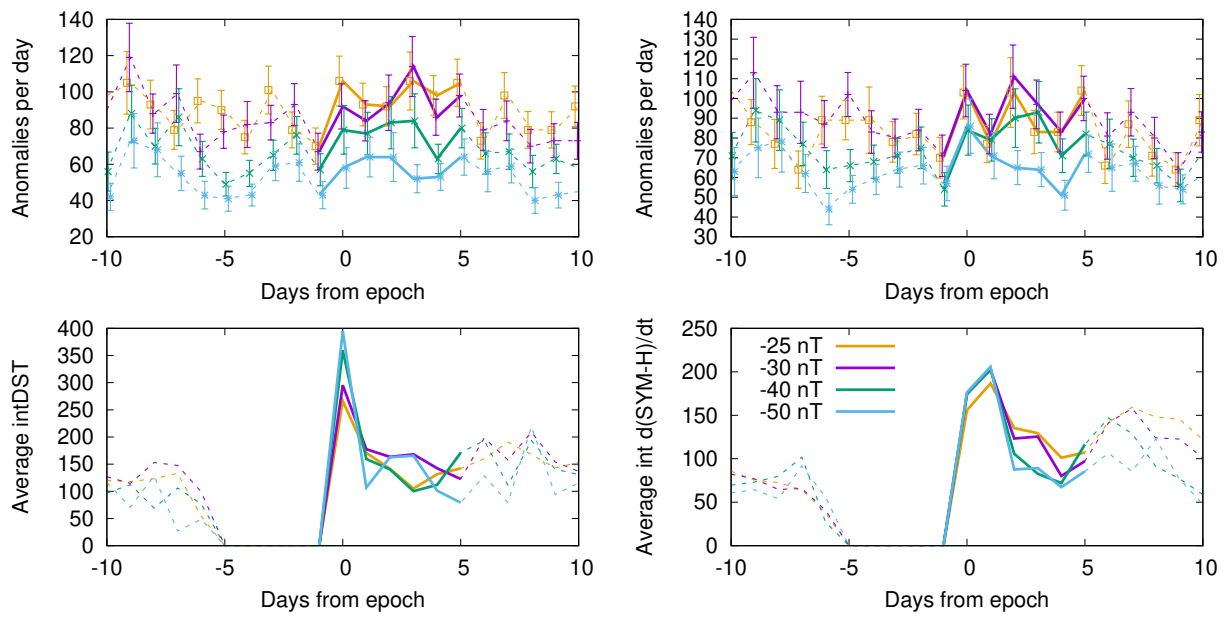 140
120
100
80
60
40
20
Anomalies per day
-10 -5 0 5 10
Days from epoch
140
130
120
110
100
90
80
70
60
50
40
30
Anomalies per day
-10 -5 0 5 10
Days from epoch
400
350
300
250
200
150
100
50
0
Average intDST
-10 -5 0 5 10
Days from epoch
250
200
150
100
50
0
Average int d(SYM-H)/dt
-25 nT
-30 nT
-40 nT
-50 nT
-10 -5 0 5 10
Days from epoch